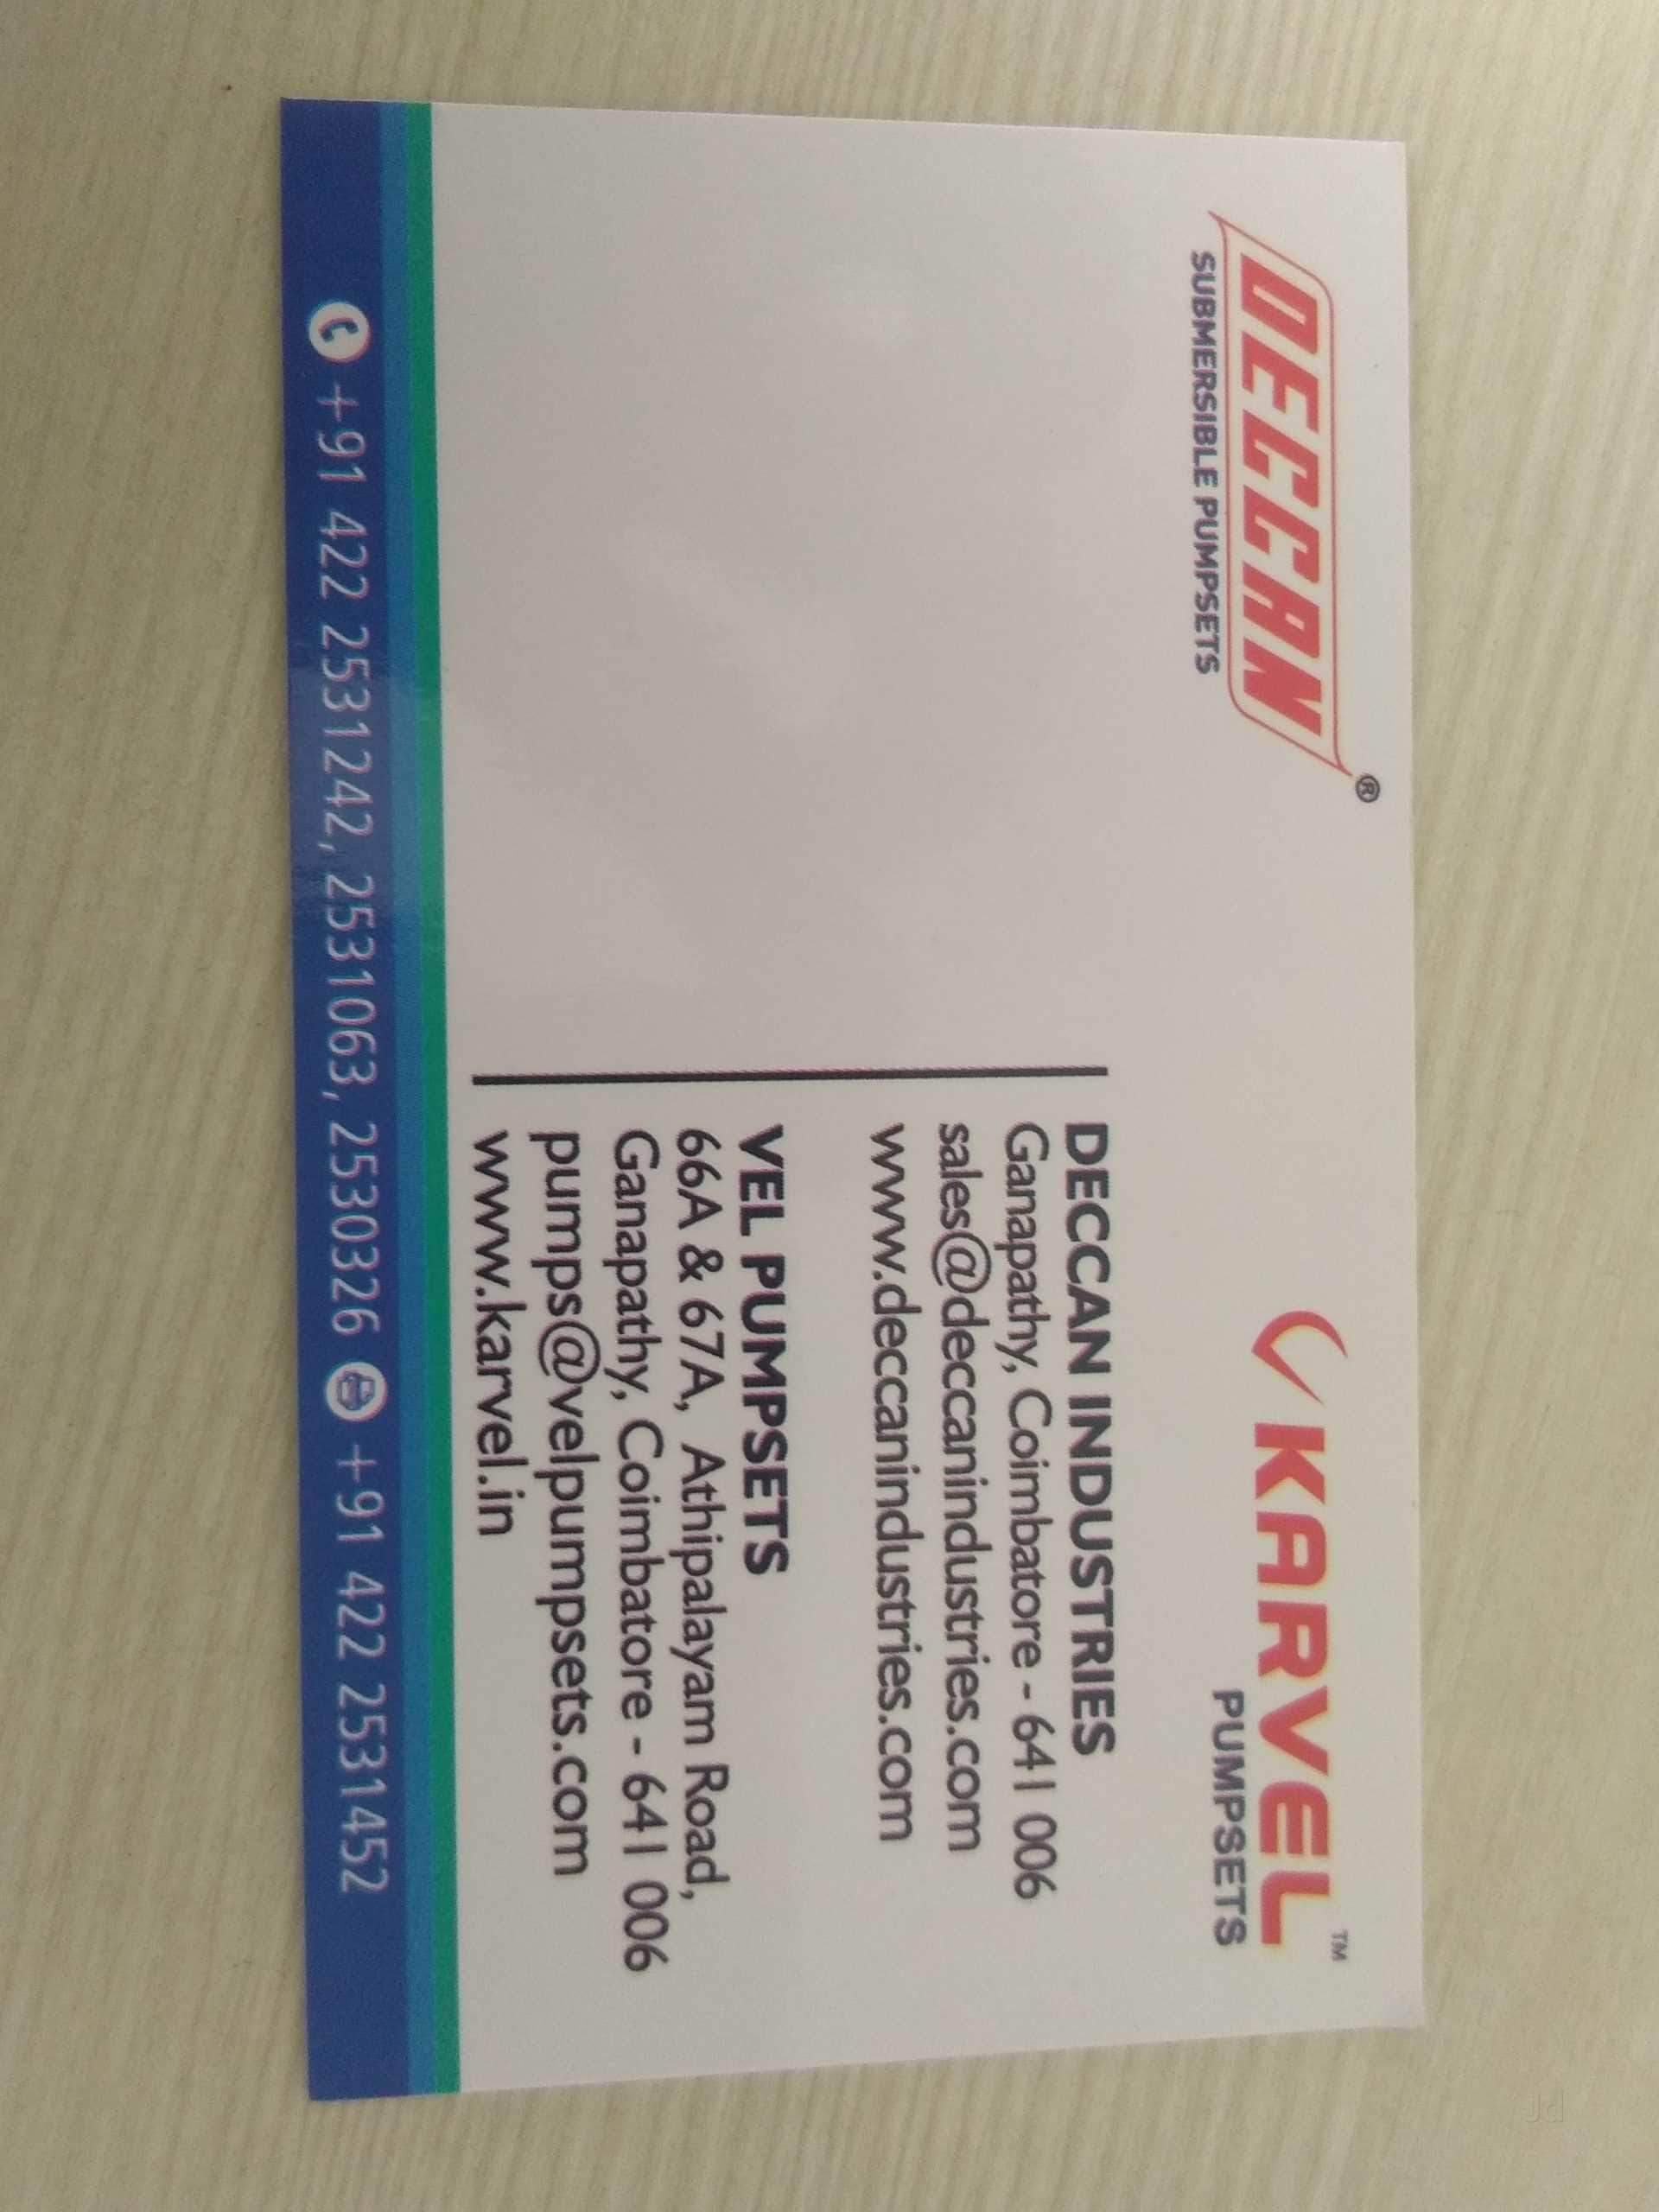 DECCAN®
SUBMERSIBLE PUMPSETS
KARVEL™
PUMPSETS
DECCAN INDUSTRIES
Ganapathy, Coimbatore - 641 006
sales@deccanindustries.com
www.deccanindustries.com
VEL PUMPSETS
66A & 67A, Athipalayam Road,
Ganapathy, Coimbatore - 641 006
pumps@velpumpsets.com
www.karvel.in
+91 422 2531242, 2531063, 2530326 +91 422 2531452
Jd